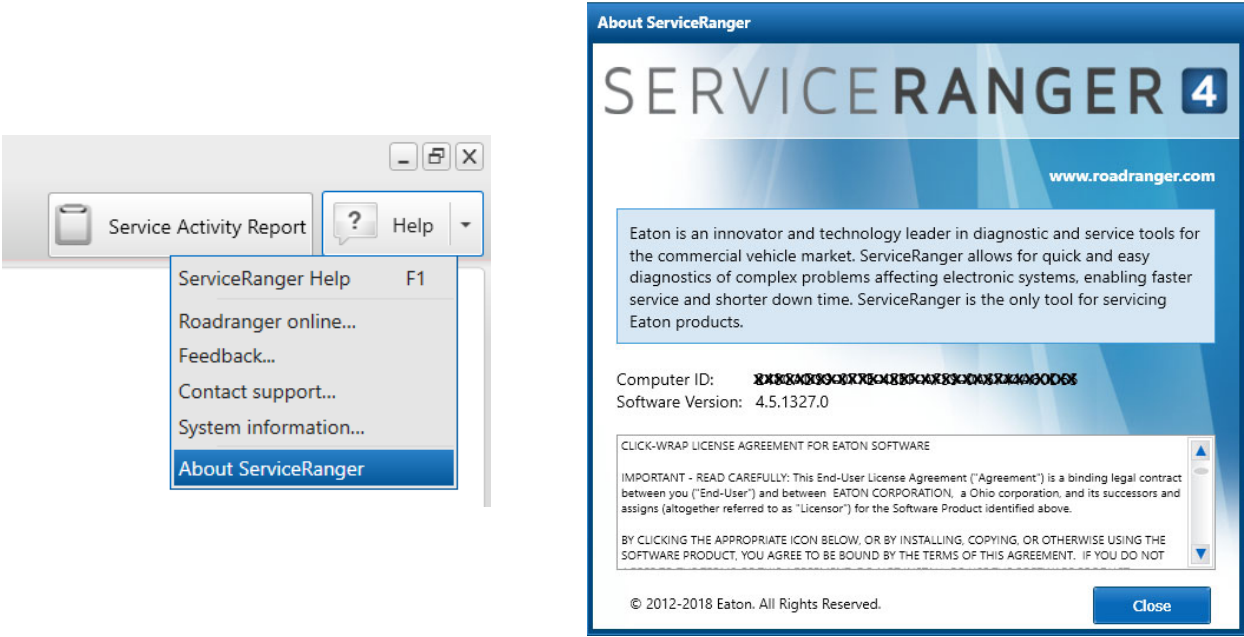 Service Activity Report
? Help
ServiceRanger Help F1
Roadranger online...
Feedback...
Contact support...
System information...
About ServiceRanger
About ServiceRanger
SERVICERANGER 4
www.roadranger.com
Eaton is an innovator and technology leader in diagnostic and service tools for
the commercial vehicle market. ServiceRanger allows for quick and easy
diagnostics of complex problems affecting electronic systems, enabling faster
service and shorter down time. ServiceRanger is the only tool for servicing
Eaton products.
Computer ID:
Software Version: 4.5.1327.0
CLICK-WRAP LICENSE AGREEMENT FOR EATON SOFTWARE
IMPORTANT - READ CAREFULLY: This End-User License Agreement ("Agreement") is a binding legal contract
between you ("End-User") and between EATON CORPORATION, a Ohio corporation, and its successors and
assigns (altogether referred to as "Licensor") for the Software Product identified above.
BY CLICKING THE APPROPRIATE ICON BELOW, OR BY INSTALLING, COPYING, OR OTHERWISE USING THE
SOFTWARE PRODUCT, YOU AGREE TO BE BOUND BY THE TERMS OF THIS AGREEMENT. IF YOU DO NOT
© 2012-2018 Eaton. All Rights Reserved.
Close